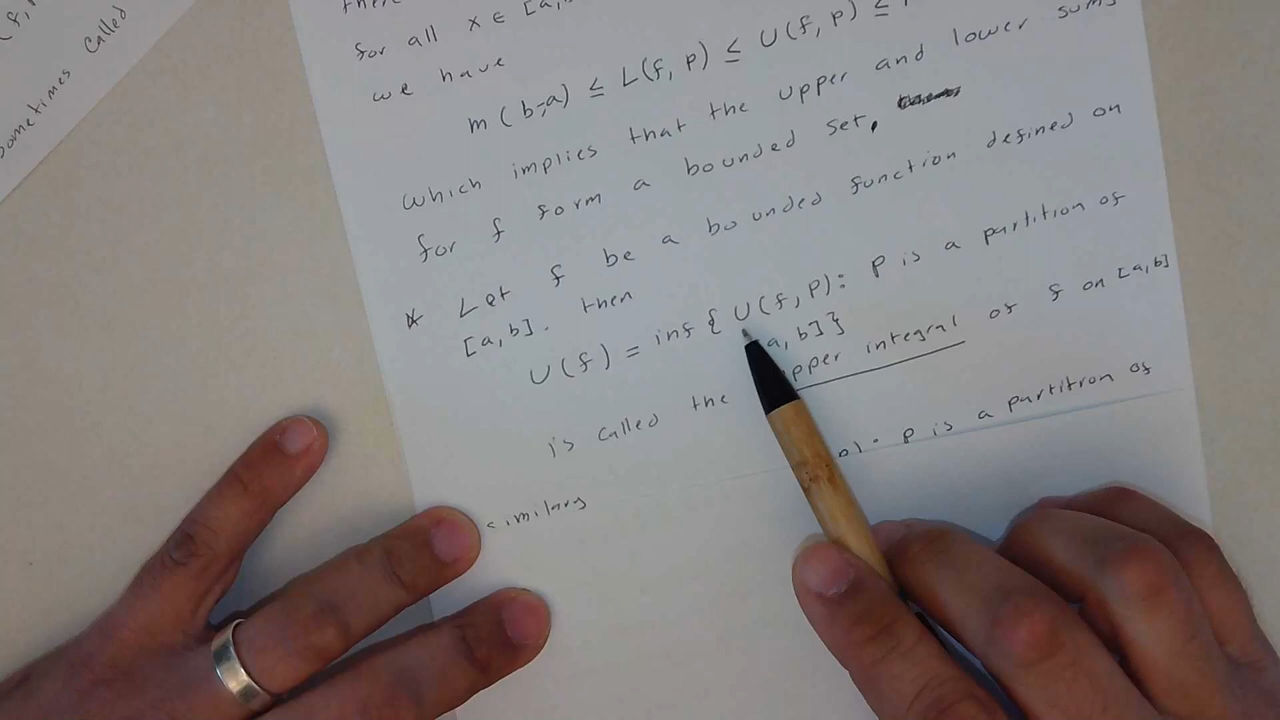 Called
sometimes
then
for all x ∈ [a,
we have
m(b-a) ≤ L(f, p) ≤ U(f, p) ≤
which implies that the upper and lower sums
for f form a bounded set.
* Let f be a bounded function defined on
[a, b]. then
U(f) = inf { U(f, p): p is a partition of
a, b]}
is called the upper integral of f on [a,b]
p is a partition of
similary